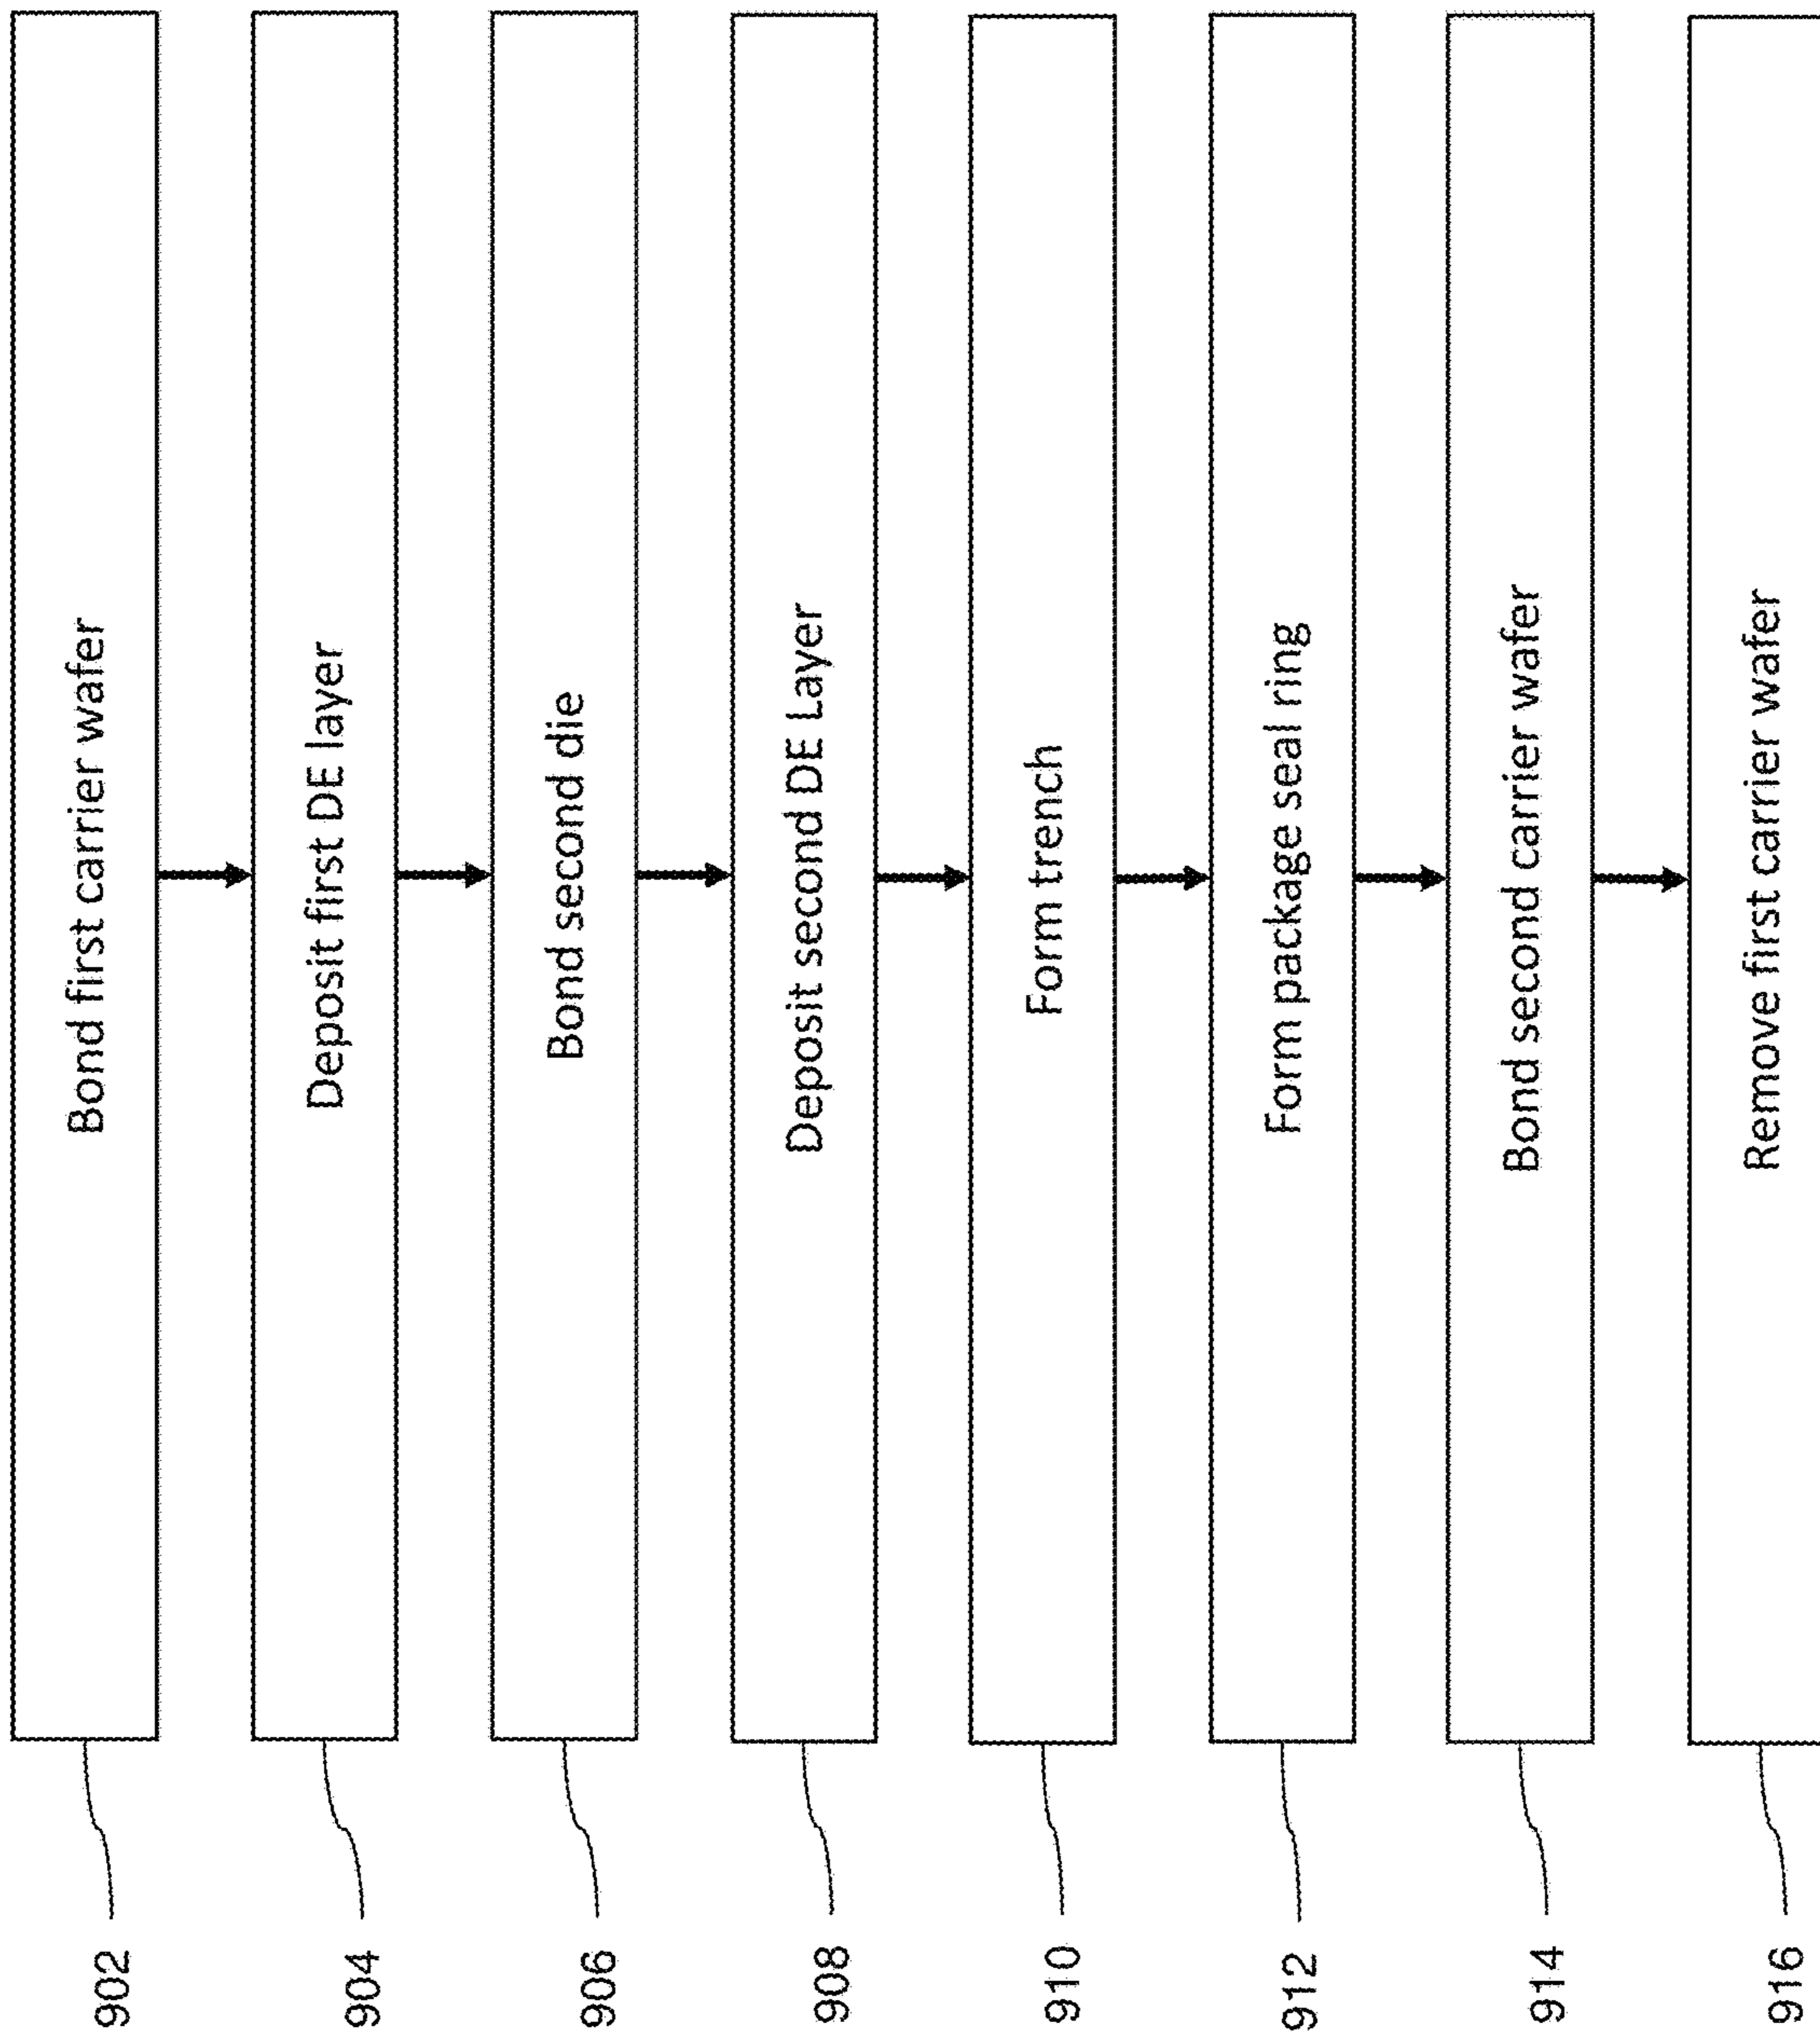 902
Bond first carrier wafer
904
Deposit first DE layer
906
Bond second die
908
Deposit second DE Layer
910
Form trench
912
Form package seal ring
914
Bond second carrier wafer
916
Remove first carrier wafer